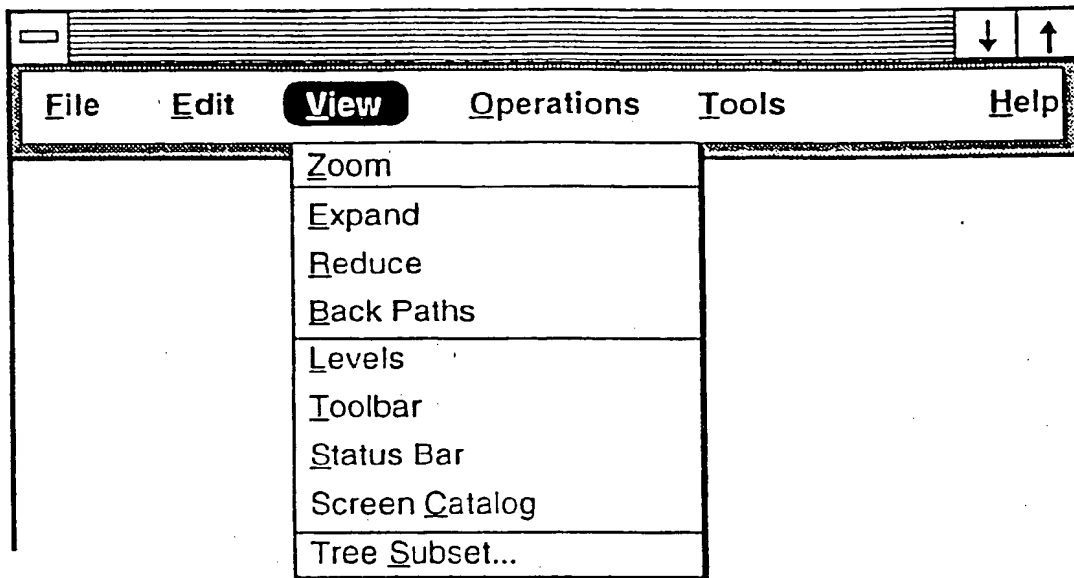 File Edit View Operations Tools Help
Zoom
Expand
Reduce
Back Paths
Levels
Toolbar
Status Bar
Screen Catalog
Tree Subset...